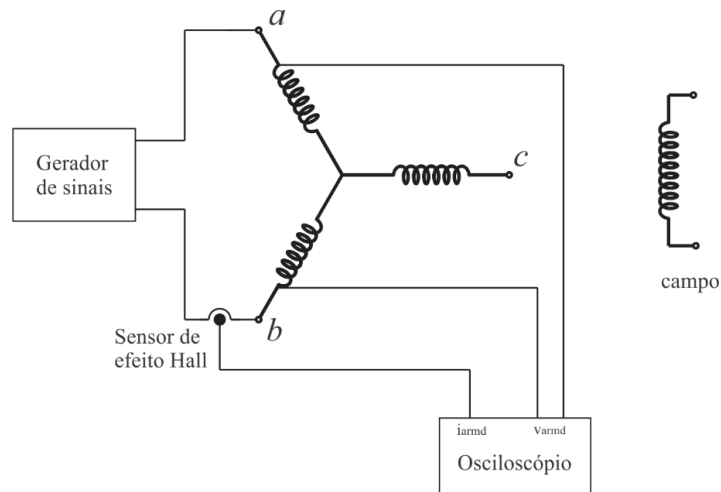 a
Gerador
de sinais
c
campo
b
Sensor de
efeito Hall
iarmd
varmd
Osciloscópio